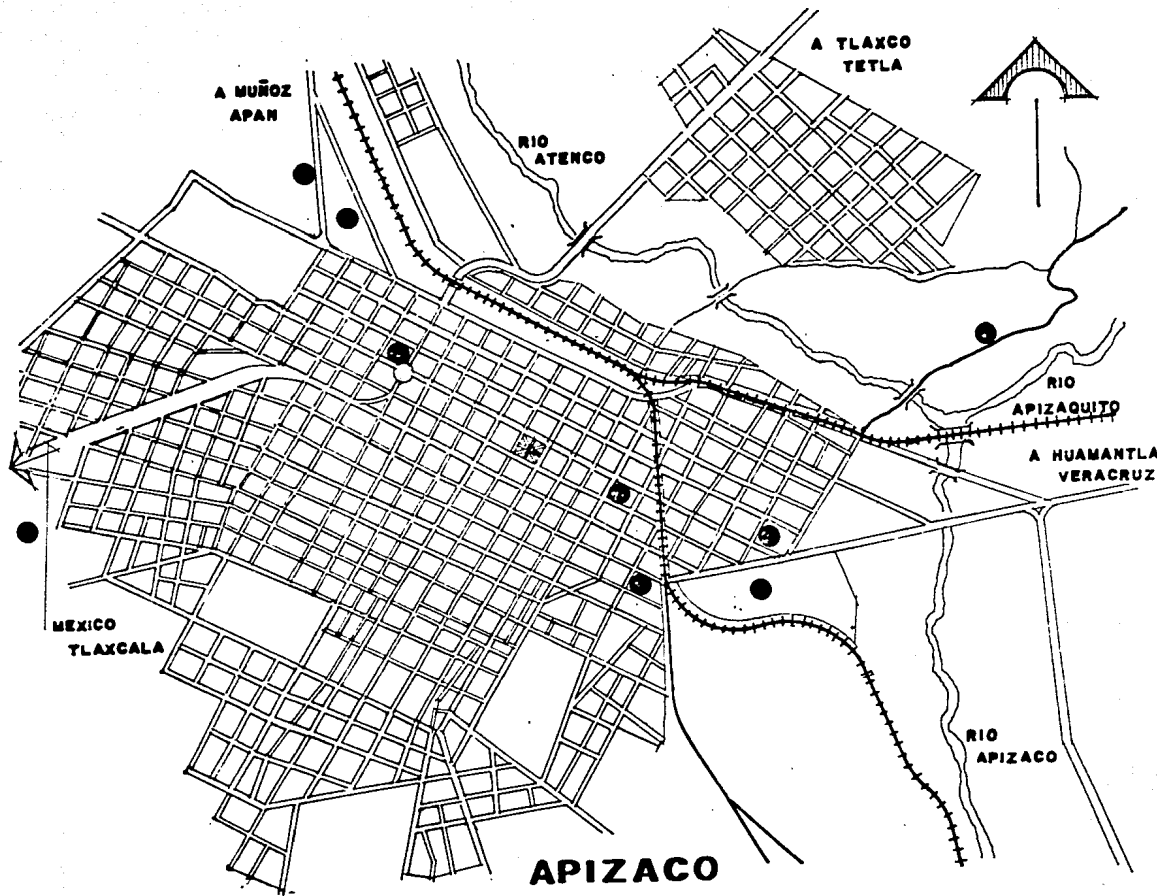 A TLAXCO
TETLA
A MUÑOZ
APAN
RIO
ATENCO
RIO
APIZAQUITO
A HUAMANTLA
VERACRUZ
MEXICO
TLAXCALA
RIO
APIZACO
APIZACO